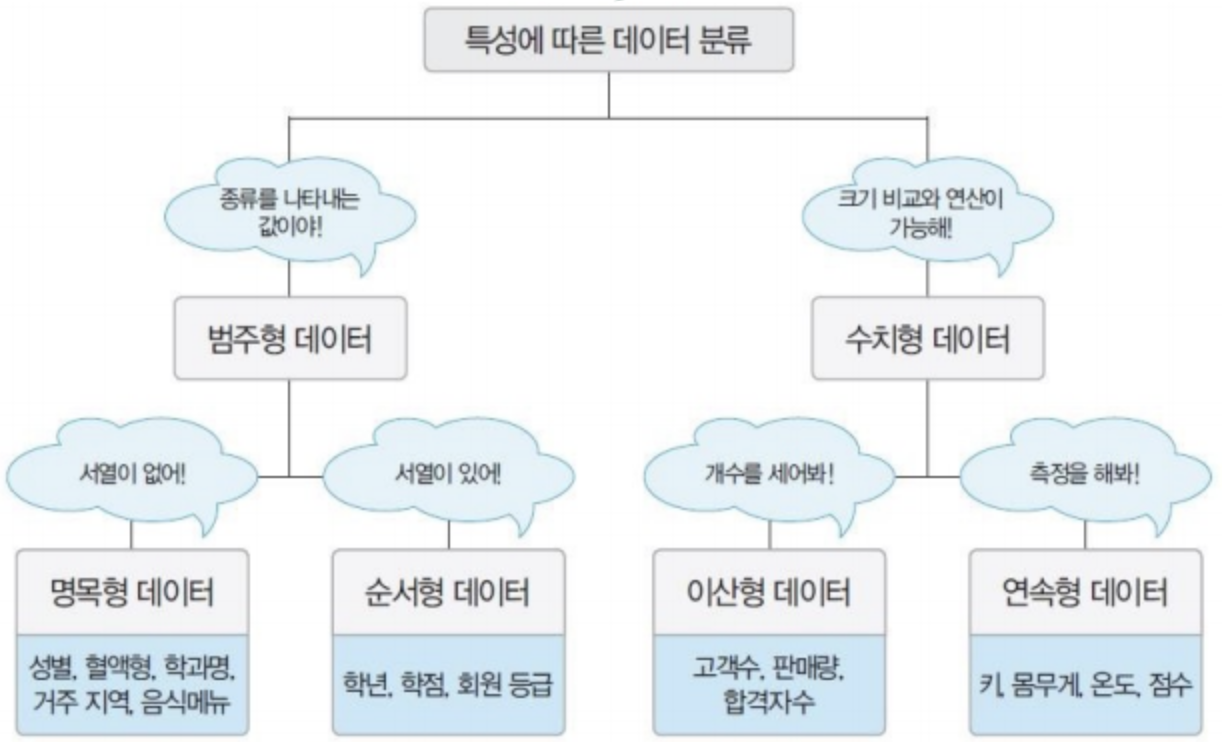 특성에 따른 데이터 분류
종류를 나타내는
값이야!
크기 비교와 연산이
가능해!
범주형 데이터
수치형 데이터
서열이 없어!
서열이 있어!
개수를 세어봐!
측정을 해봐!
명목형 데이터
순서형 데이터
이산형 데이터
연속형 데이터
성별, 혈액형, 학과명,
거주 지역, 음식메뉴
학년, 학점, 회원 등급
고객수, 판매량,
합격자수
키, 몸무게, 온도, 점수